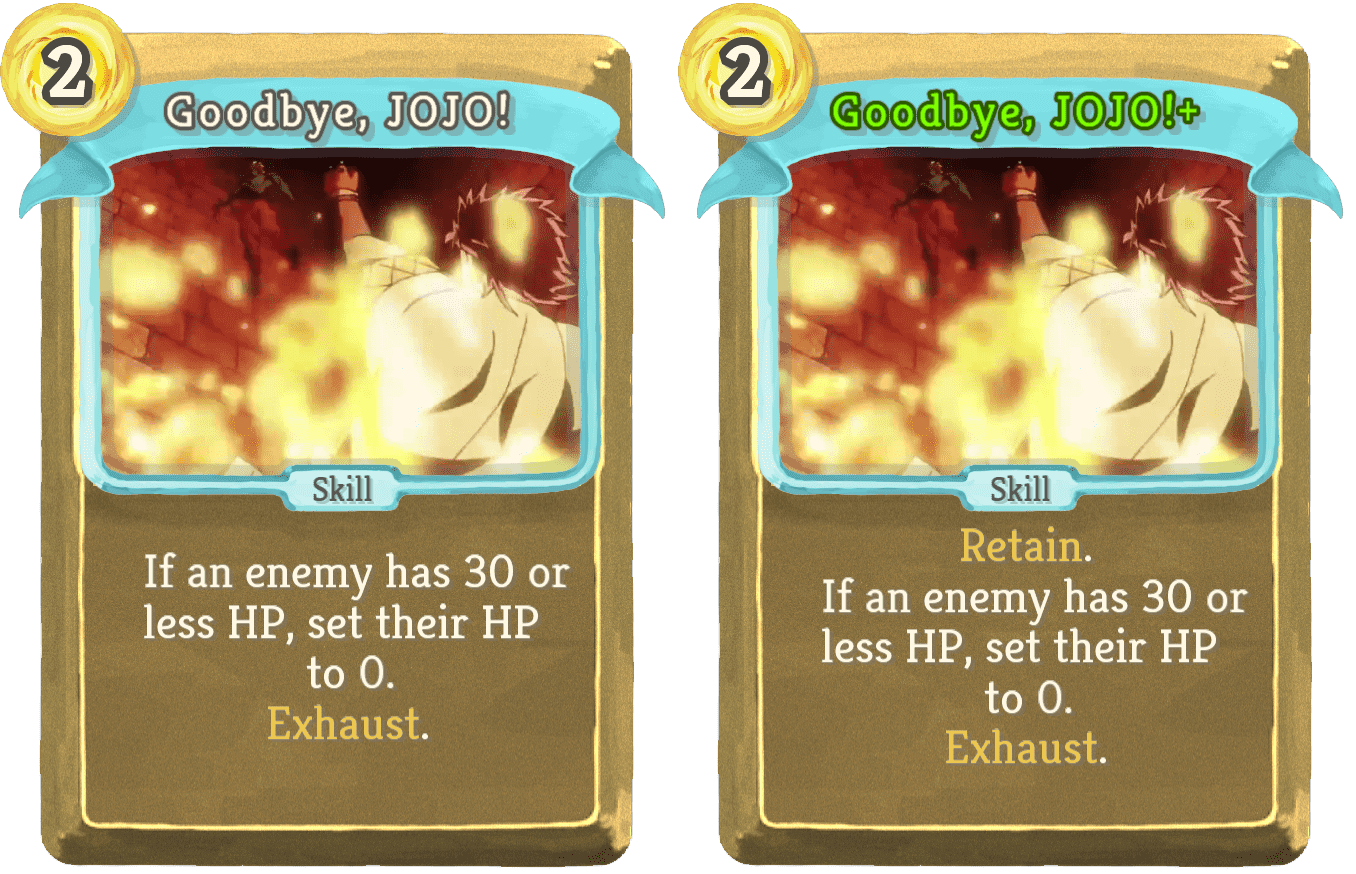 2
Goodbye, JOJO!
Skill
If an enemy has 30 or
less HP, set their HP
to 0.
Exhaust.
2
Goodbye, JOJO!+
Skill
Retain.
If an enemy has 30 or
less HP, set their HP
to 0.
Exhaust.